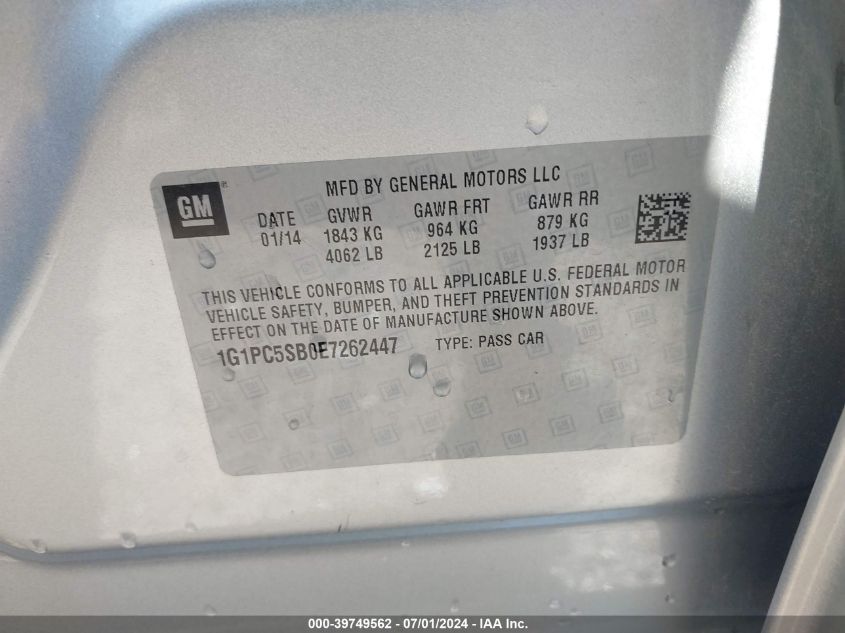 GM
MFD BY GENERAL MOTORS LLC
DATE GVWR GAWR FRT GAWR RR
01/14 1843 KG 964 KG 879 KG
4062 LB 2125 LB 1937 LB
THIS VEHICLE CONFORMS TO ALL APPLICABLE U.S. FEDERAL MOTOR
VEHICLE SAFETY, BUMPER, AND THEFT PREVENTION STANDARDS IN
EFFECT ON THE DATE OF MANUFACTURE SHOWN ABOVE.
1G1PC5SB0E7262447 TYPE: PASS CAR
000-39749562 - 07/01/2024 - IAA Inc.